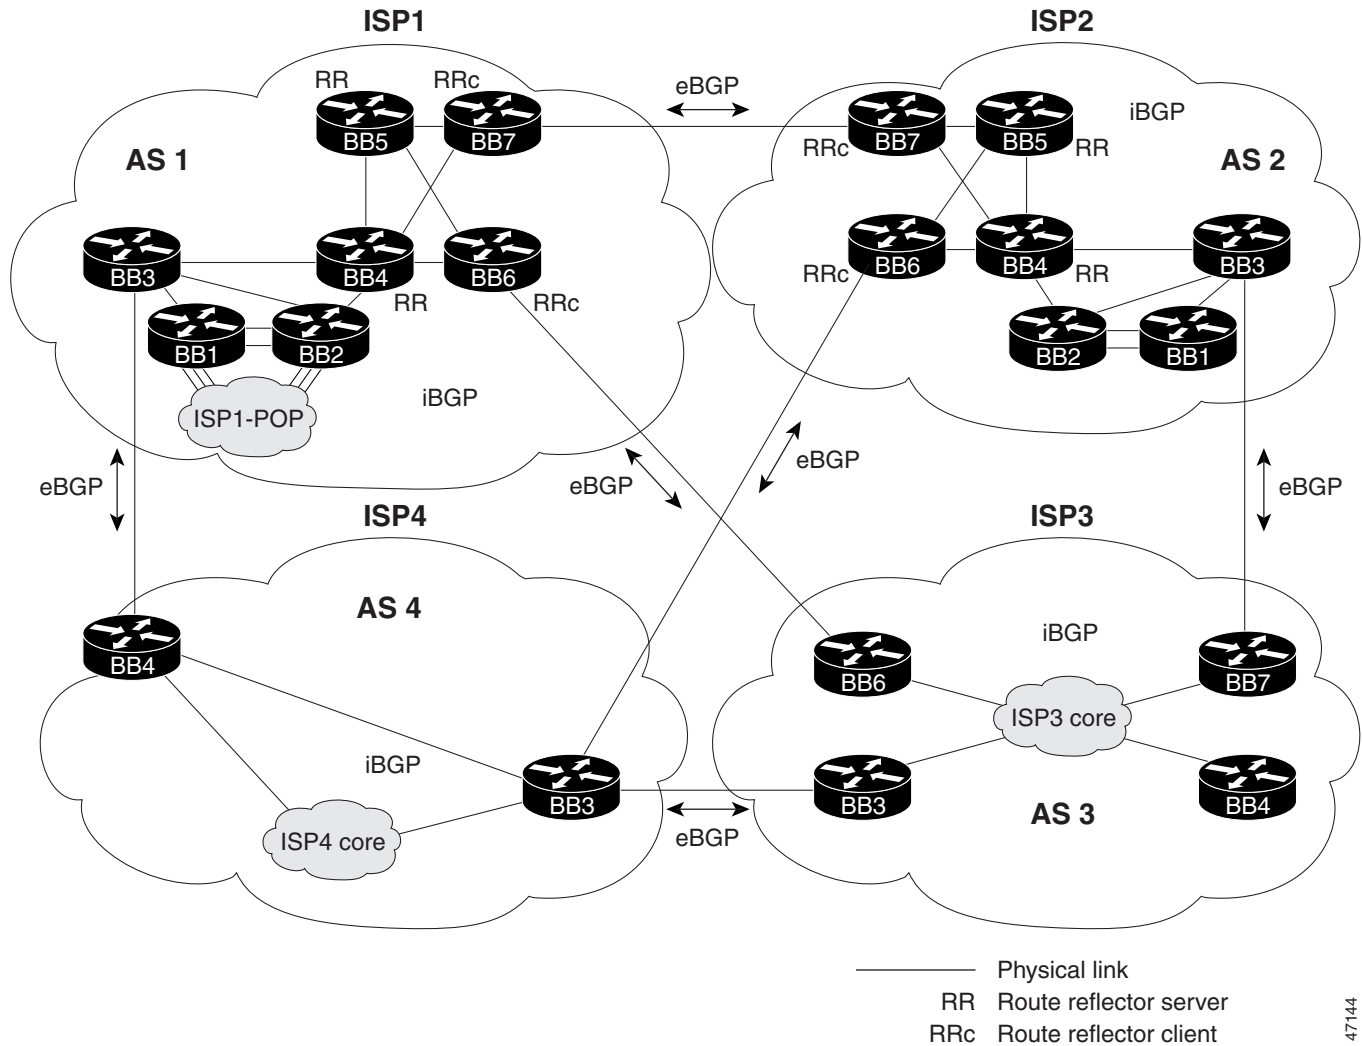 ISP1
ISP2
RR
RRc
eBGP
iBGP
BB5
BB7
BB7
BB5
RRc
RR
AS 1
AS 2
BB3
BB4
BB6
BB6
BB4
BB3
RR
RRc
RRc
RR
BB1
BB2
BB2
BB1
ISP1-POP
iBGP
eBGP
eBGP
eBGP
eBGP
ISP4
ISP3
AS 4
iBGP
BB4
BB6
BB7
ISP3 core
iBGP
BB3
BB3
BB4
ISP4 core
eBGP
AS 3
Physical link
RR Route reflector server
RRc Route reflector client
47144